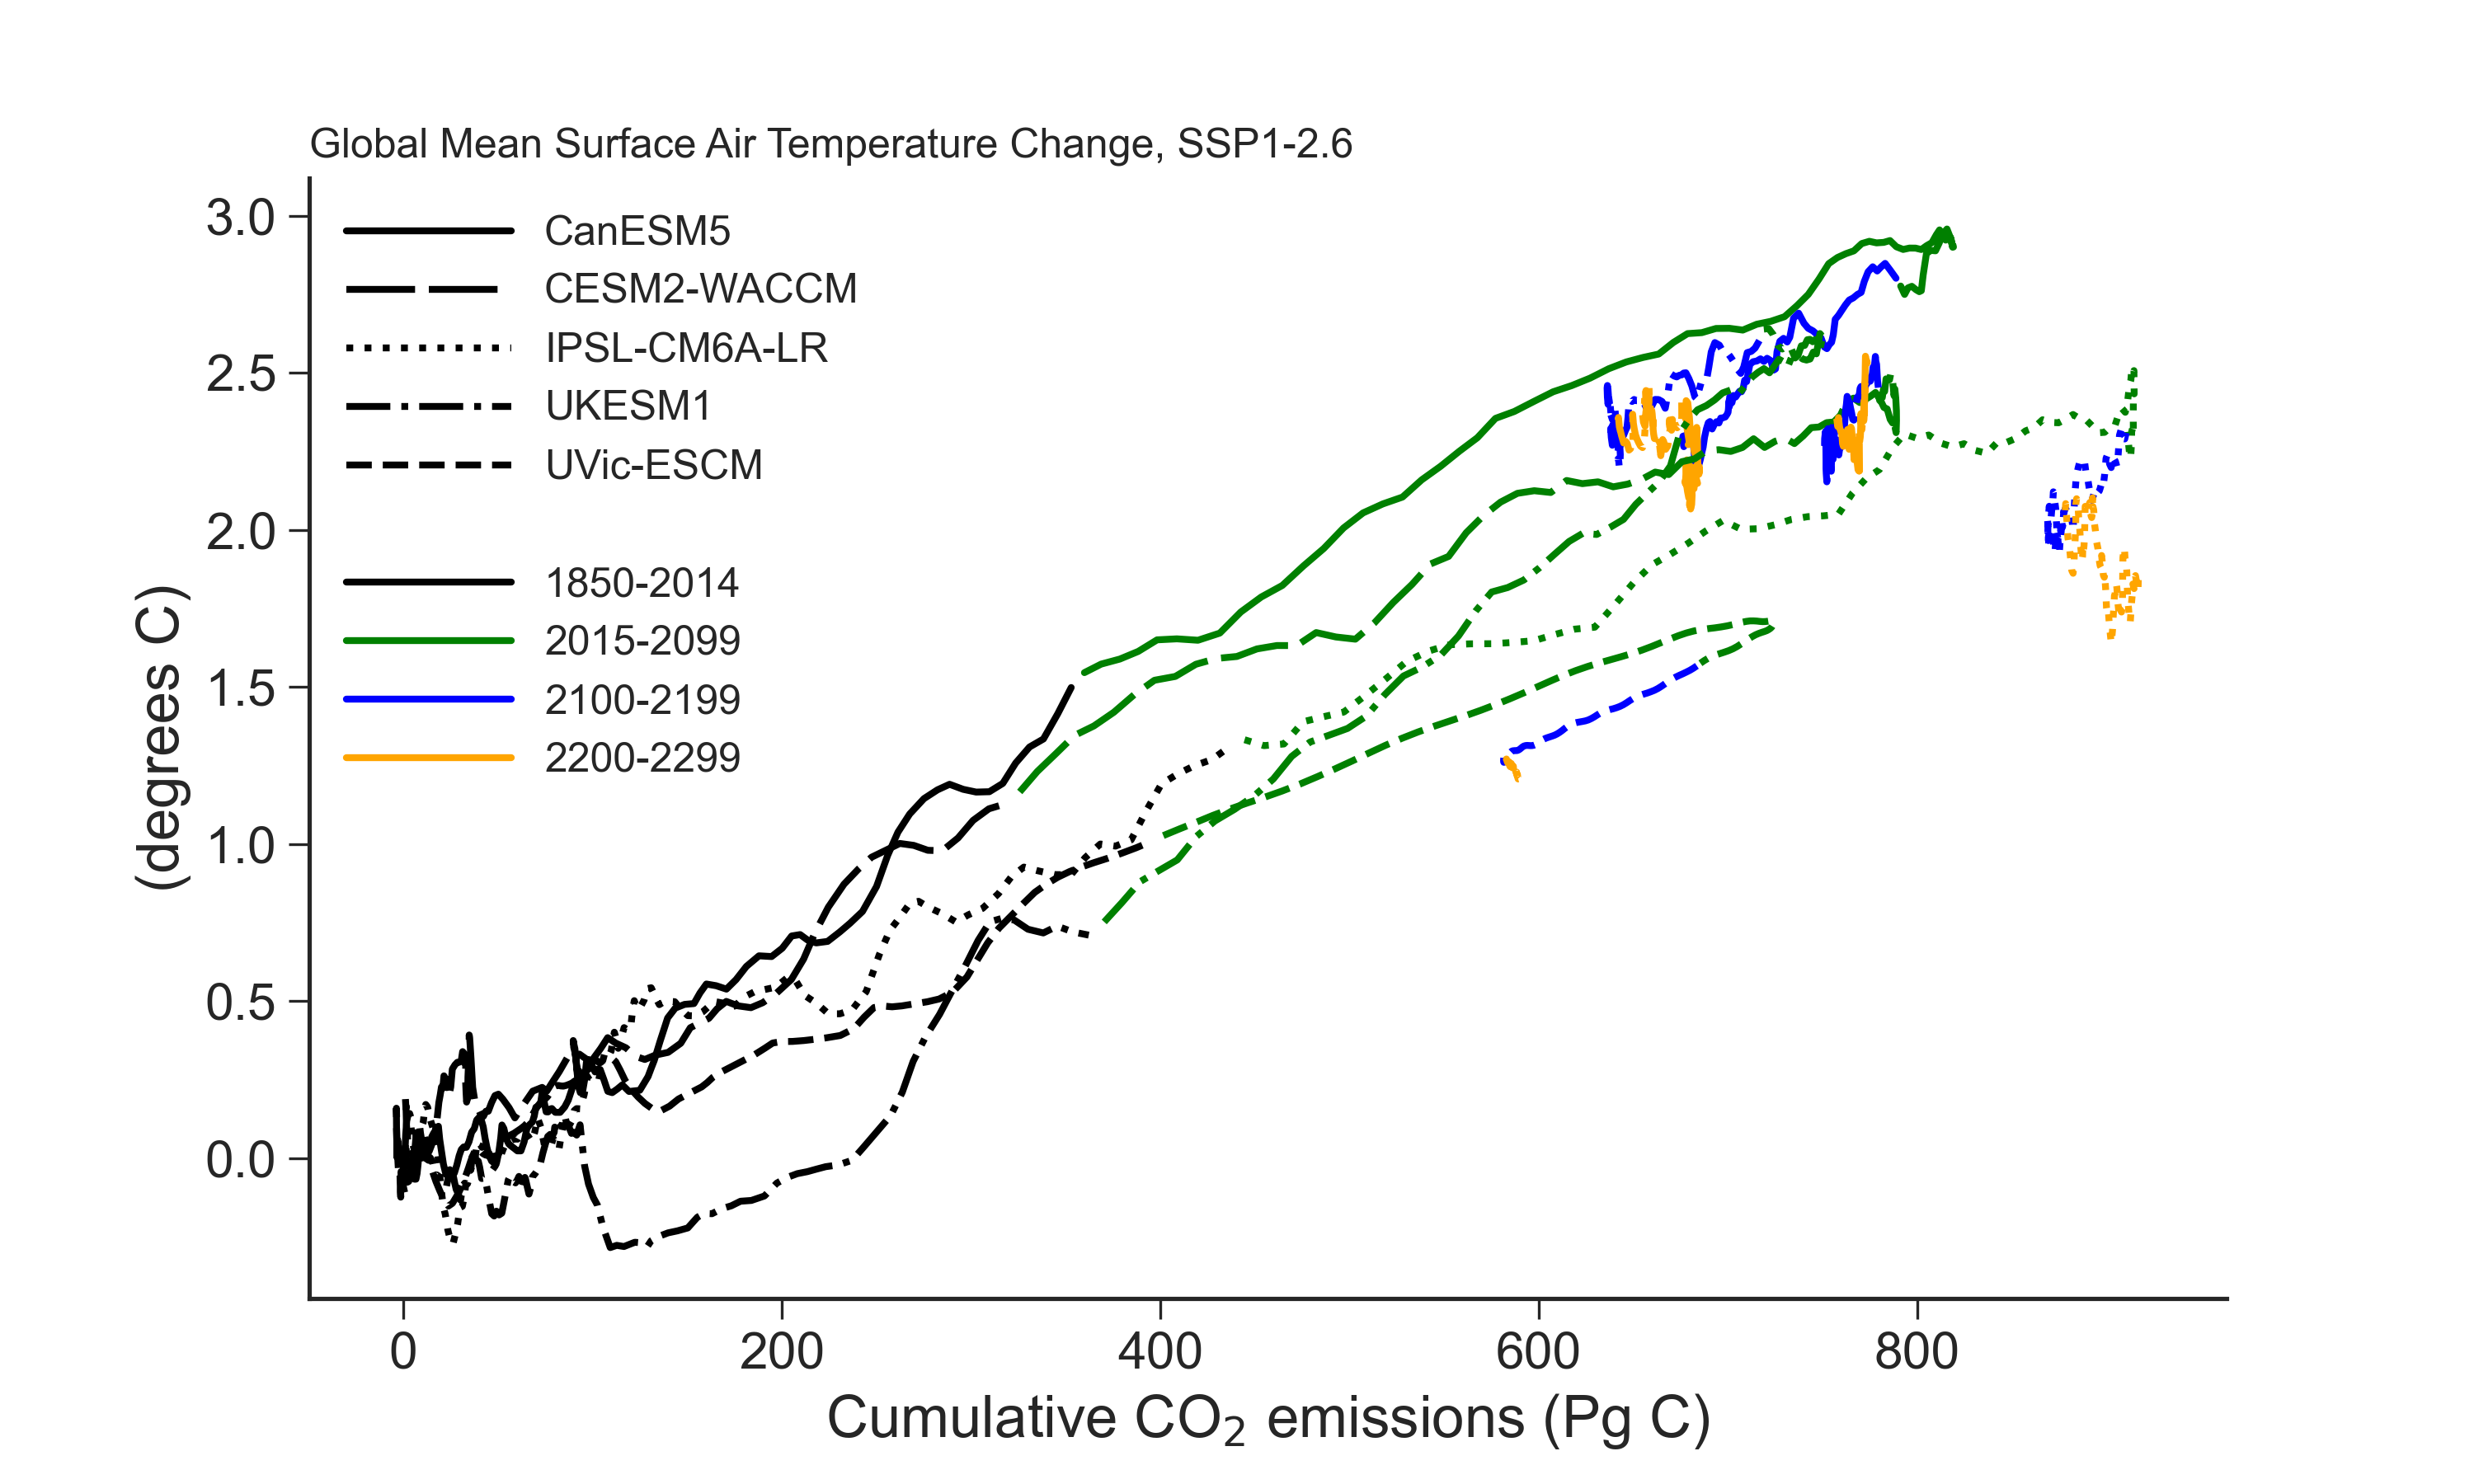 Global Mean Surface Air Temperature Change, SSP1-2.6
(degrees C)
3.0
2.5
2.0
1.5
1.0
0.5
0.0
CanESM5
CESM2-WACCM
IPSL-CM6A-LR
UKESM1
UVic-ESCM
1850-2014
2015-2099
2100-2199
2200-2299
0 200 400 600 800
Cumulative CO₂ emissions (Pg C)